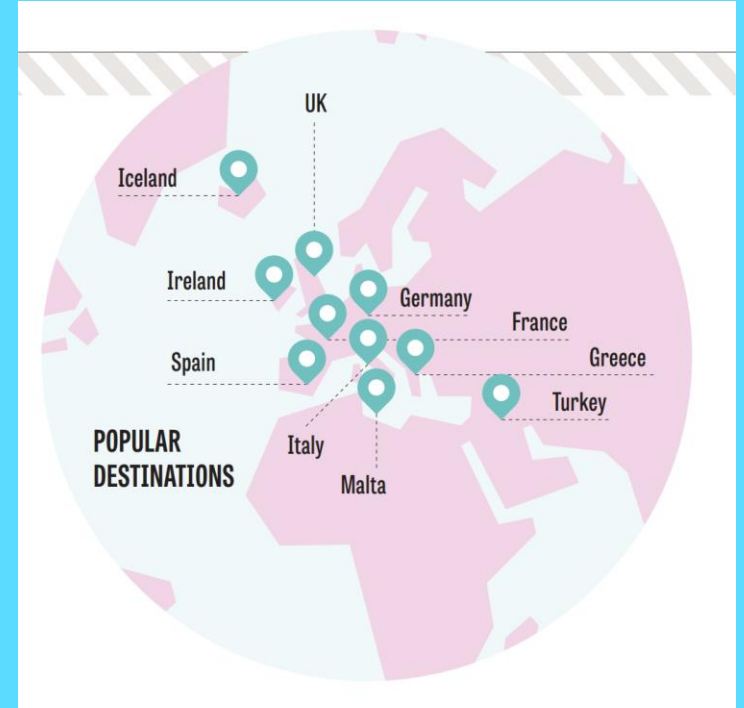 UK
Iceland
Ireland
Germany
France
Spain
Greece
Turkey
POPULAR
DESTINATIONS
Italy
Malta